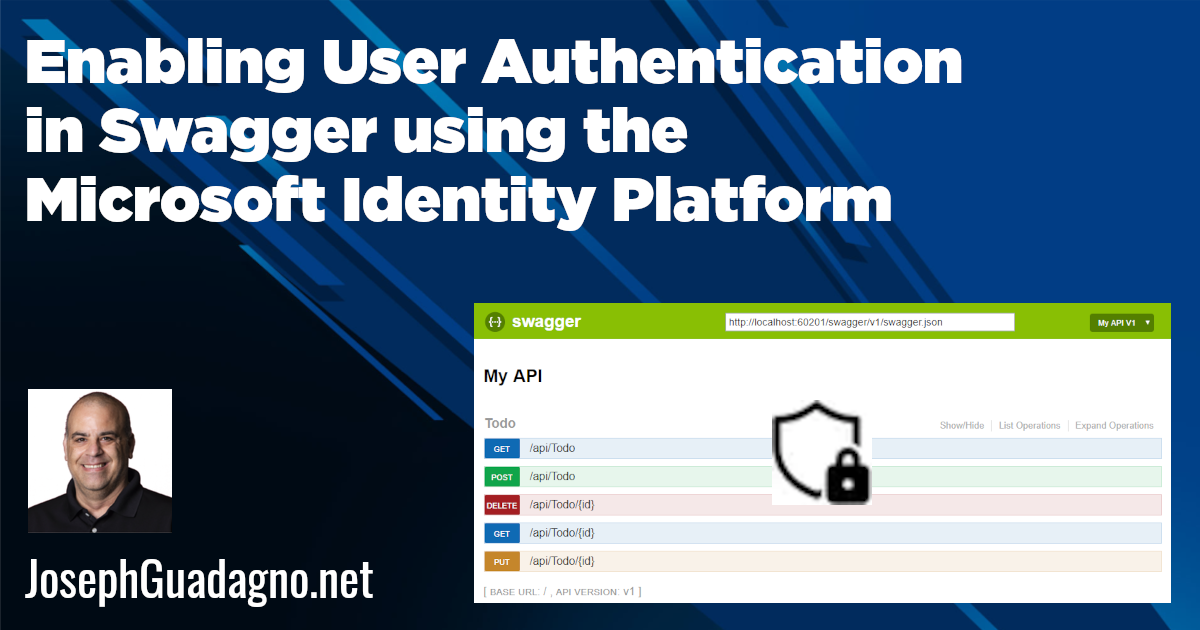 Enabling User Authentication
in Swagger using the
Microsoft Identity Platform
{··} swagger
http://localhost:60201/swagger/v1/swagger.json
My API V1 ▼
My API
Todo
Show/Hide | List Operations | Expand Operations
GET /api/Todo
POST /api/Todo
DELETE /api/Todo/{id}
GET /api/Todo/{id}
PUT /api/Todo/{id}
[ BASE URL: / , API VERSION: V1 ]
JosephGuadagno.net